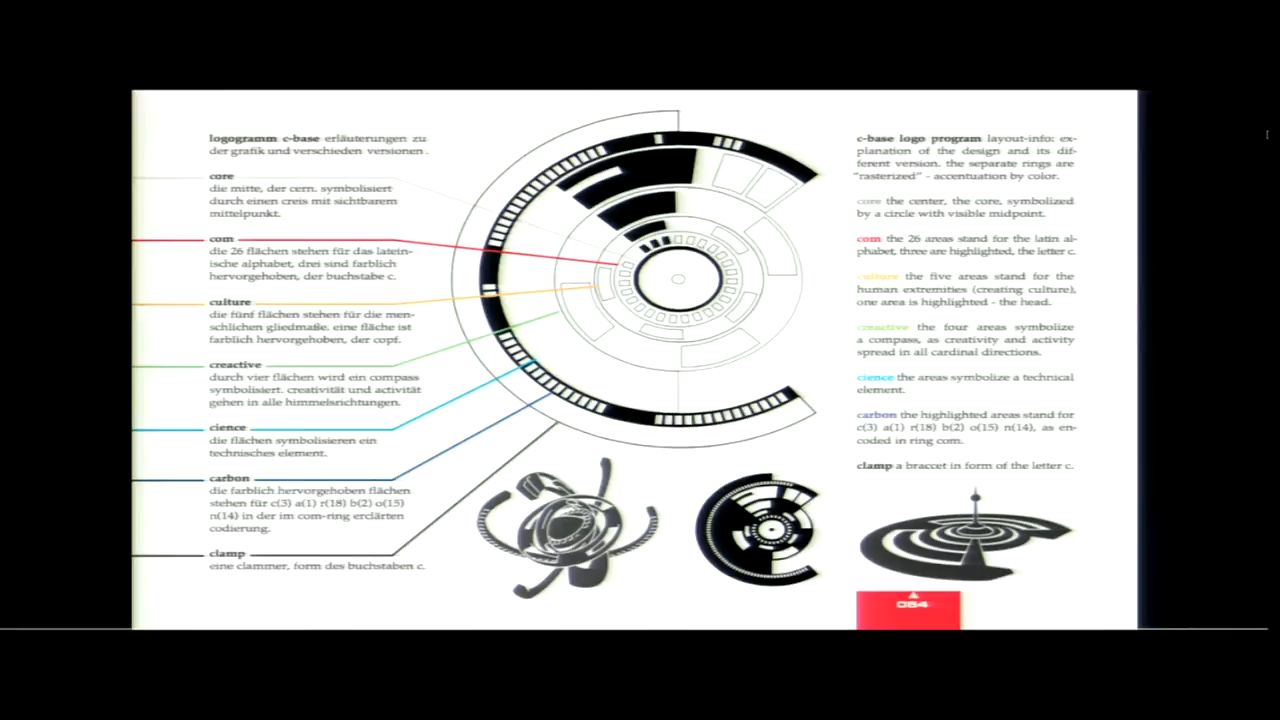 logogramm c-base erläuterungen zu
der grafik und verschieden versionen.
core
die mitte, der cern. symbolisiert
durch einen creis mit sichtbarem
mittelpunkt.
com
die 26 flächen stehen für das latein-
ische alphabet, drei sind farblich
hervorgehoben, der buchstabe c.
culture
die fünf flächen stehen für die men-
schlichen gliedmaße. eine fläche ist
farblich hervorgehoben, der copf.
creactive
durch vier flächen wird ein compass
symbolisiert. creativität und activität
gehen in alle himmelsrichtungen.
cience
die flächen symbolisieren ein
technisches element.
carbon
die farblich hervorgehoben flächen
stehen für c(3) a(1) r(18) b(2) o(15)
n(14) in der im com-ring erclärten
codierung.
clamp
eine clammer, form des buchstaben c.
c-base logo program layout-info: ex-
planation of the design and its dif-
ferent version. the separate rings are
"rasterized" - accentuation by color.
core the center, the core, symbolized
by a circle with visible midpoint.
com the 26 areas stand for the latin al-
phabet, three are highlighted, the letter c.
culture the five areas stand for the
human extremities (creating culture),
one area is highlighted - the head.
creactive the four areas symbolize
a compass, as creativity and activity
spread in all cardinal directions.
cience the areas symbolize a technical
element.
carbon the highlighted areas stand for
c(3) a(1) r(18) b(2) o(15) n(14), as en-
coded in ring com.
clamp a braccet in form of the letter c.
084